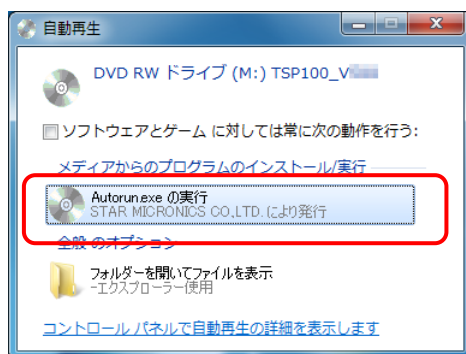 自動再生
DVD RW ドライブ (M:) TSP100_V
ソフトウェアとゲーム に対しては常に次の動作を行う:
メディアからのプログラムのインストール/実行
Autorun.exe の実行
STAR MICRONICS CO.,LTD. により発行
全般 のオプション
フォルダーを開いてファイルを表示
-エクスプローラー使用
コントロール パネルで自動再生の詳細を表示します